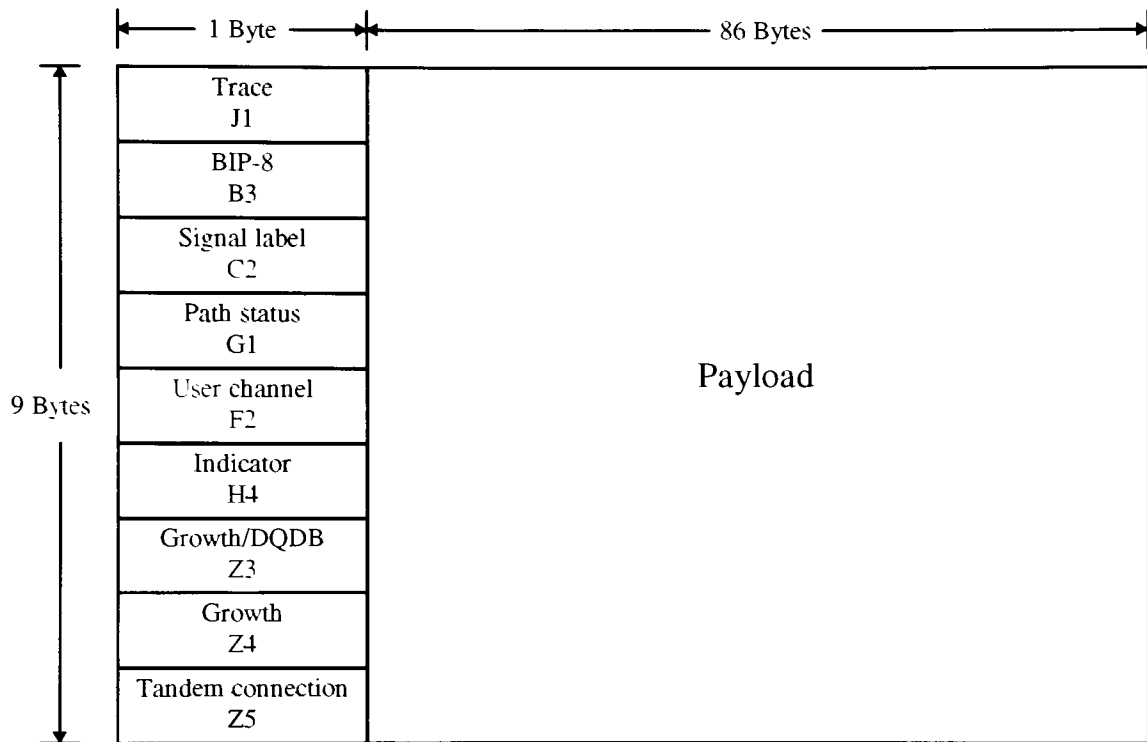 1 Byte
86 Bytes
Trace
J1
BIP-8
B3
Signal label
C2
Path status
G1
User channel
F2
Indicator
H4
Growth/DQDB
Z3
Growth
Z4
Tandem connection
Z5
9 Bytes
Payload